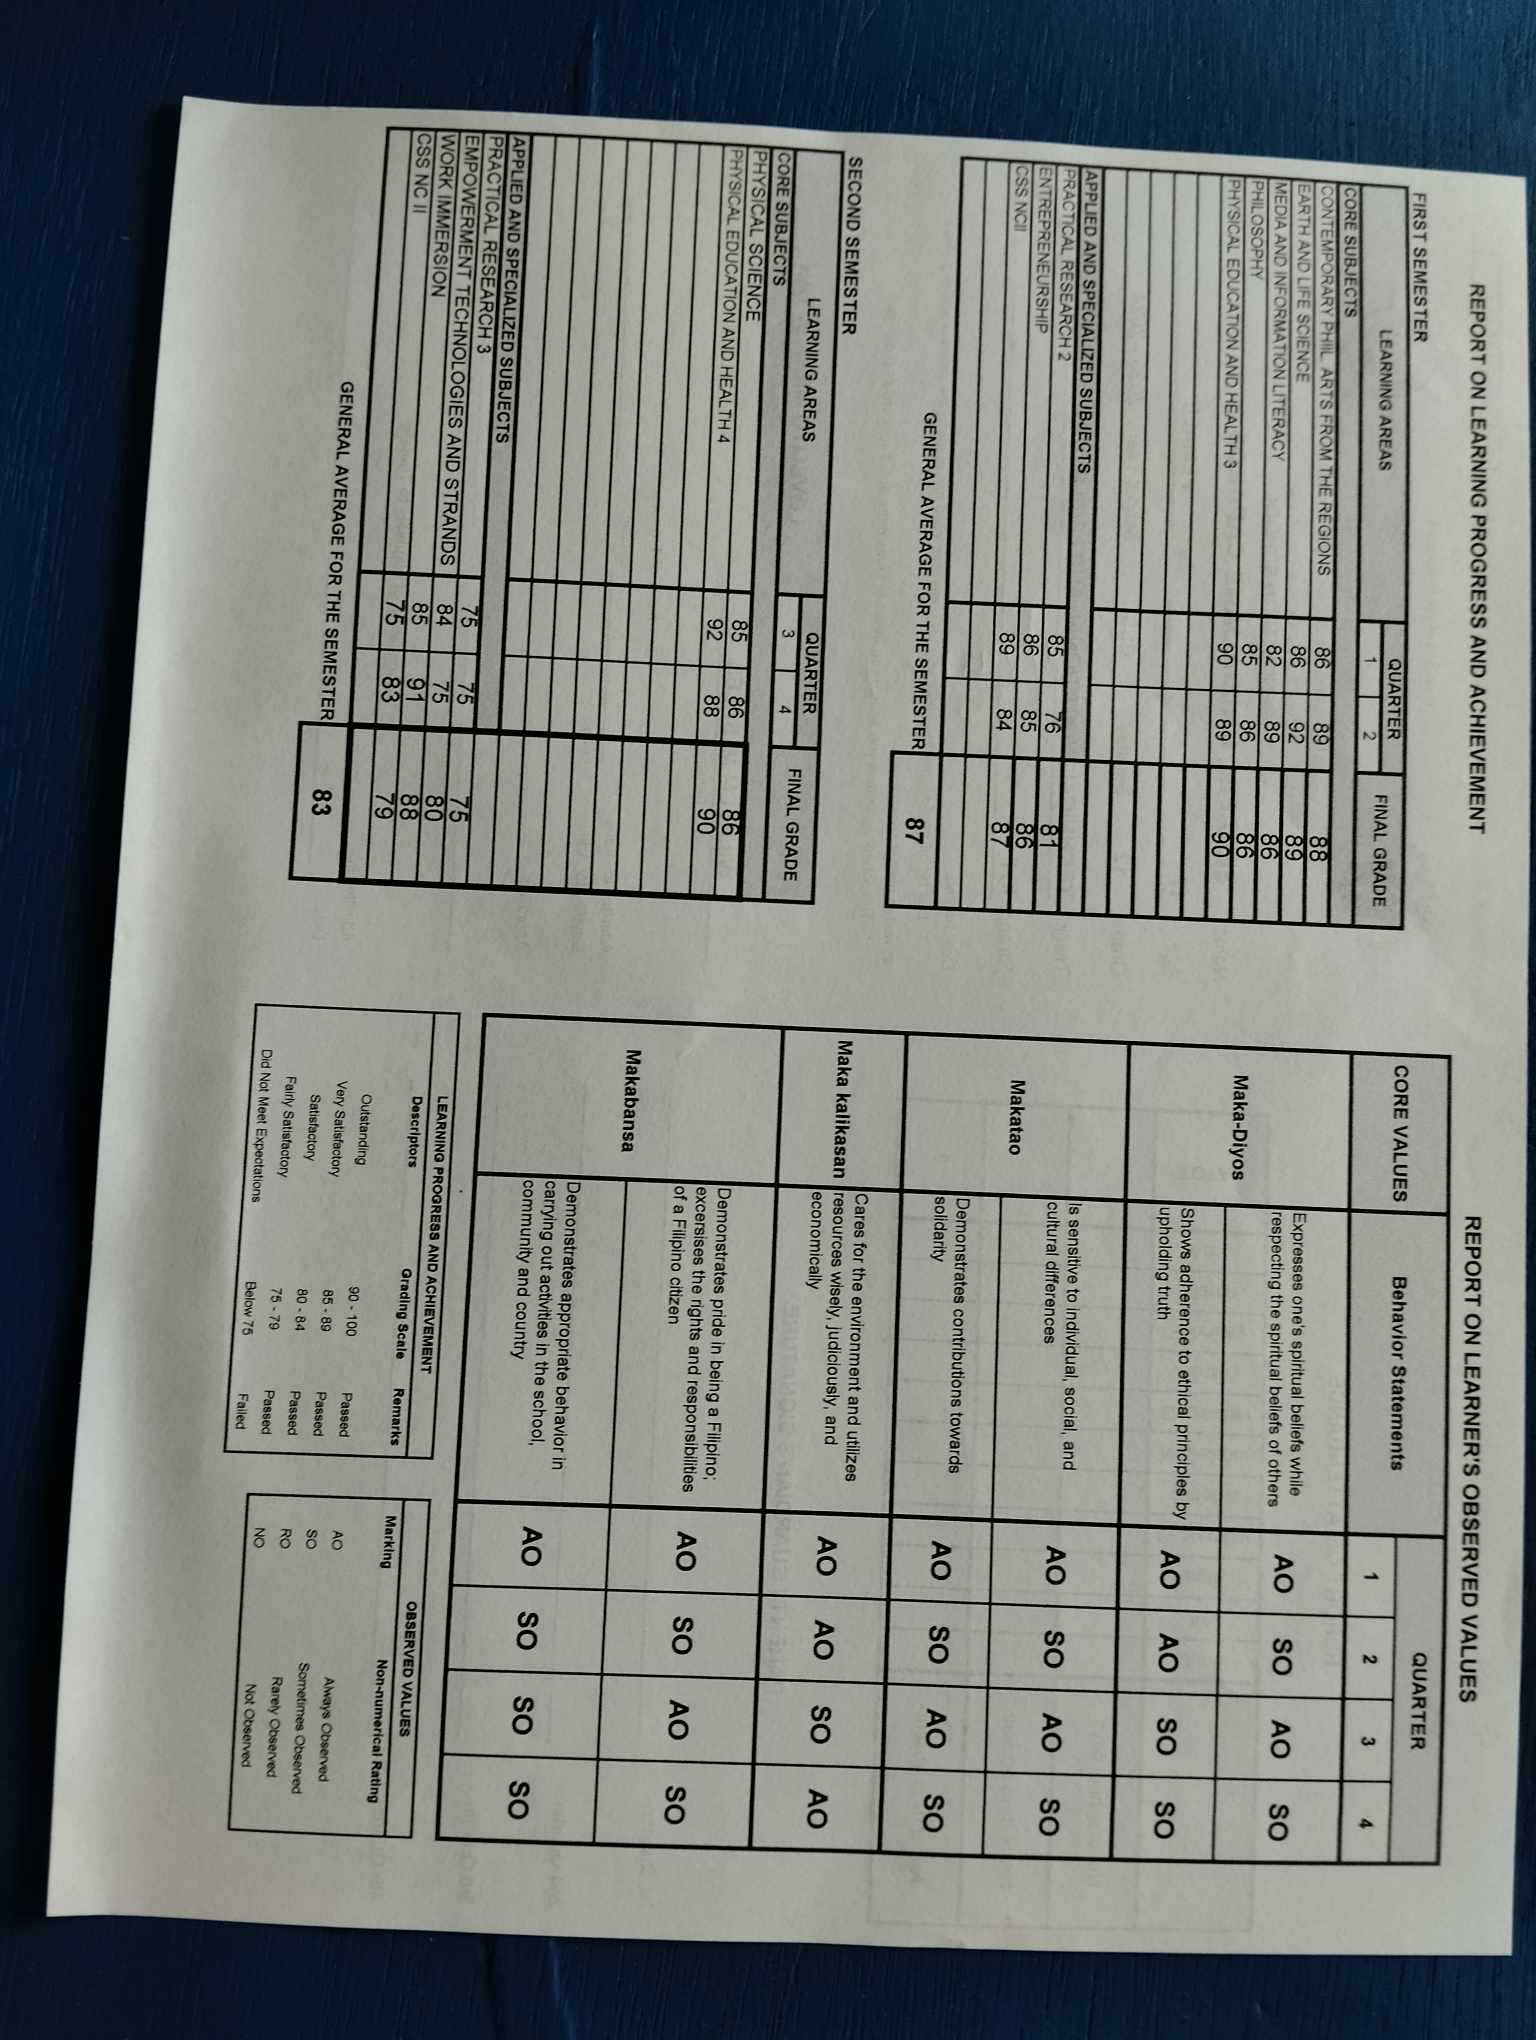 REPORT ON LEARNING PROGRESS AND ACHIEVEMENT
FIRST SEMESTER
LEARNING AREAS QUARTER FINAL GRADE
1 2
CORE SUBJECTS
CONTEMPORARY PHIIL. ARTS FROM THE REGIONS 86 89 88
EARTH AND LIFE SCIENCE 86 92 89
MEDIA AND INFORMATION LITERACY 82 89 86
PHILOSOPHY 85 86 86
PHYSICAL EDUCATION AND HEALTH 3 90 89 90
APPLIED AND SPECIALIZED SUBJECTS
PRACTICAL RESEARCH 2 85 76 81
ENTREPRENEURSHIP 86 85 86
CSS NCII 89 84 87
GENERAL AVERAGE FOR THE SEMESTER 87
SECOND SEMESTER
LEARNING AREAS QUARTER FINAL GRADE
3 4
CORE SUBJECTS
PHYSICAL SCIENCE 85 86 86
PHYSICAL EDUCATION AND HEALTH 4 92 88 90
APPLIED AND SPECIALIZED SUBJECTS
PRACTICAL RESEARCH 3 75 75 75
EMPOWERMENT TECHNOLOGIES AND STRANDS 84 75 80
WORK IMMERSION 85 91 88
CSS NC II 75 83 79
GENERAL AVERAGE FOR THE SEMESTER 83
REPORT ON LEARNER'S OBSERVED VALUES
CORE VALUES Behavior Statements QUARTER
1 2 3 4
Maka-Diyos
Expresses one's spiritual beliefs while
respecting the spiritual beliefs of others
AO SO AO SO
Shows adherence to ethical principles by
upholding truth
AO AO SO SO
Makatao
Is sensitive to individual, social, and
cultural differences
AO SO AO SO
Demonstrates contributions towards
solidarity
AO SO AO SO
Maka kalikasan
Cares for the environment and utilizes
resources wisely, judiciously, and
economically
AO AO SO AO
Makabansa
Demonstrates pride in being a Filipino;
excersises the rights and responsibilities
of a Filipino citizen
AO SO AO SO
Demonstrates appropriate behavior in
carrying out activities in the school,
community and country
AO SO SO SO
LEARNING PROGRESS AND ACHIEVEMENT
Descriptors Grading Scale Remarks
Outstanding 90 - 100 Passed
Very Satisfactory 85 - 89 Passed
Satisfactory 80 - 84 Passed
Fairly Satisfactory 75 - 79 Passed
Did Not Meet Expectations Below 75 Failed
OBSERVED VALUES
Marking Non-numerical Rating
AO Always Observed
SO Sometimes Observed
RO Rarely Observed
NO Not Observed